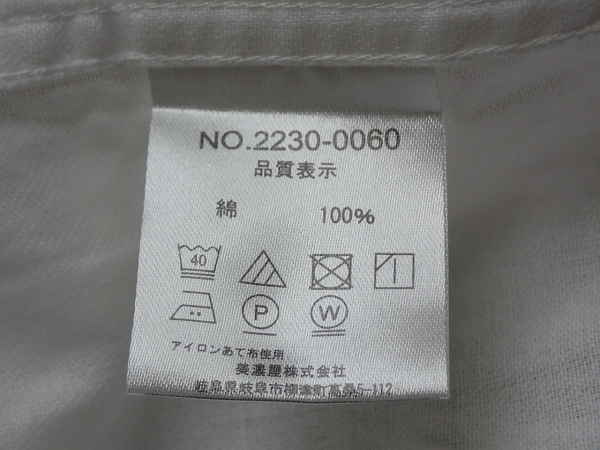 NO.2230-0060
品質表示
綿 100%
40
P W
アイロンあて布使用
美濃屋株式会社
岐阜県岐阜市柳津町高桑5-112